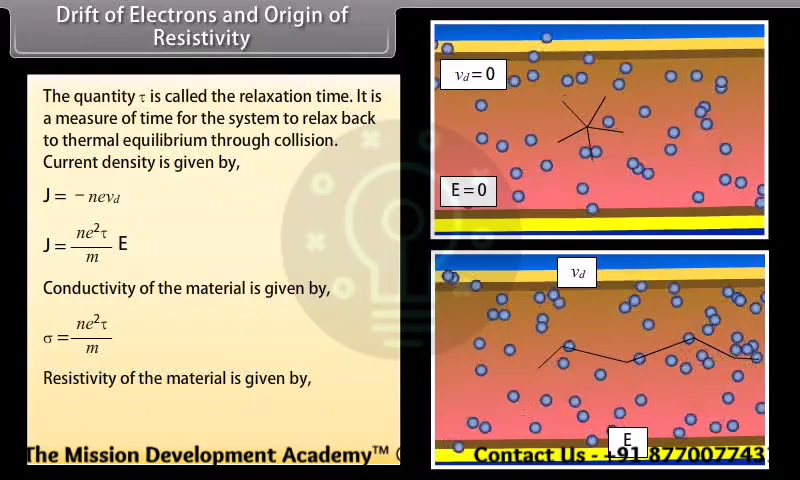 Drift of Electrons and Origin of
Resistivity
The quantity τ is called the relaxation time. It is
a measure of time for the system to relax back
to thermal equilibrium through collision.
Current density is given by,
J = − nev_d
J = ne²τ/m E
Conductivity of the material is given by,
σ = ne²τ/m
Resistivity of the material is given by,
v_d = 0
E = 0
v_d
E
The Mission Development Academy™
Contact Us - +91 877007743